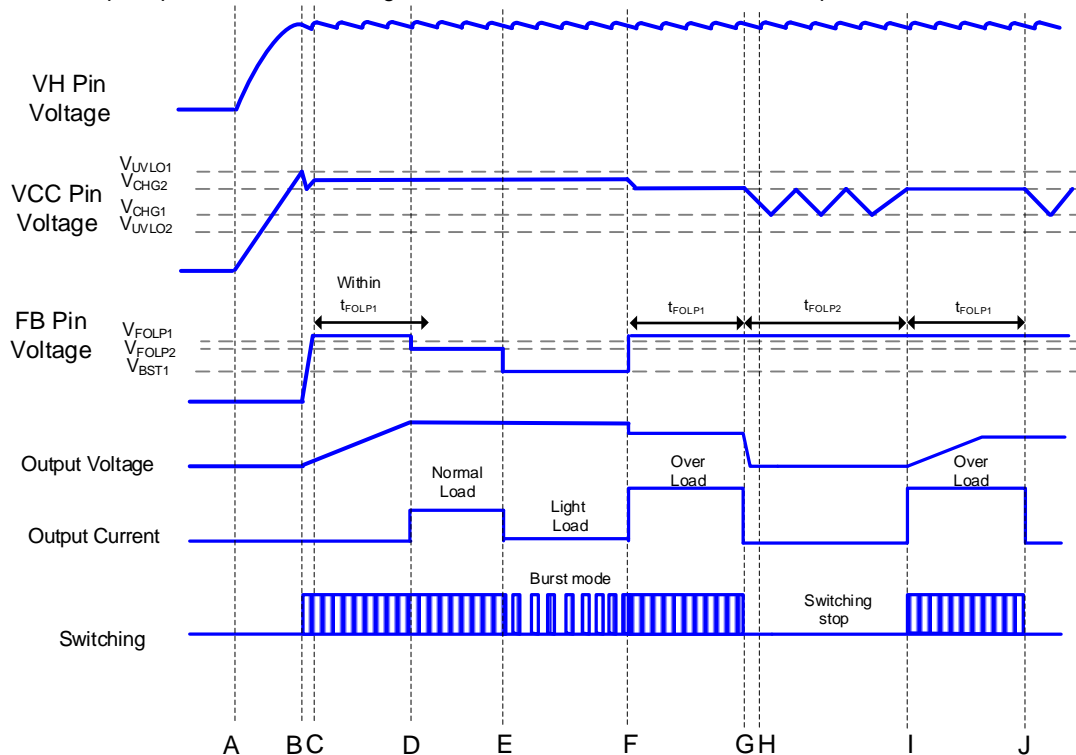 VH Pin
Voltage
VUVLO1
VCHG2
VCC Pin
Voltage
VCHG1
VUVLO2
Within
tFOLP1
tFOLP1
tFOLP2
tFOLP1
FB Pin
Voltage
VFOLP1
VFOLP2
VBST1
Output Voltage
Normal
Load
Over
Load
Over
Load
Light
Load
Output Current
Burst mode
Switching
stop
Switching
A B C D E F G H I J